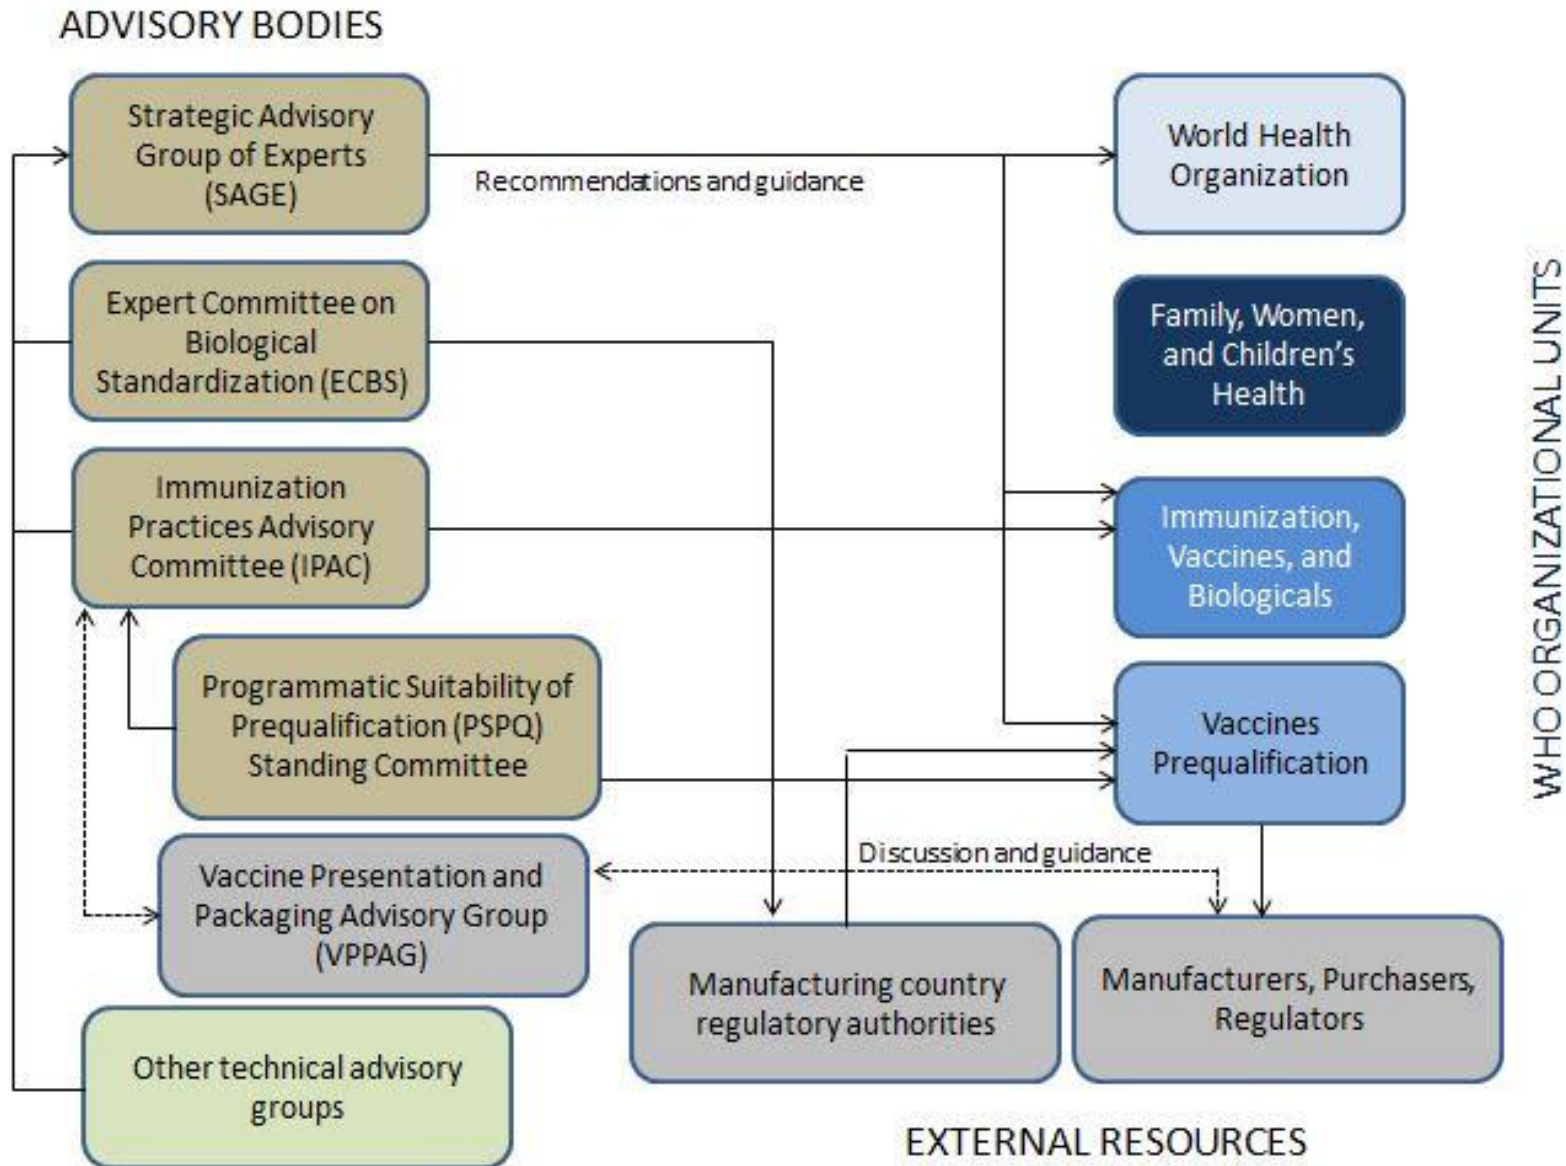 ADVISORY BODIES
Strategic Advisory
Group of Experts
(SAGE)
Recommendations and guidance
World Health
Organization
Expert Committee on
Biological
Standardization (ECBS)
Family, Women,
and Children's
Health
Immunization
Practices Advisory
Committee (IPAC)
Immunization,
Vaccines, and
Biologicals
Programmatic Suitability of
Prequalification (PSPQ)
Standing Committee
Vaccines
Prequalification
WHO ORGANIZATIONAL UNITS
Vaccine Presentation and
Packaging Advisory Group
(VPPAG)
Discussion and guidance
Manufacturing country
regulatory authorities
Manufacturers, Purchasers,
Regulators
Other technical advisory
groups
EXTERNAL RESOURCES